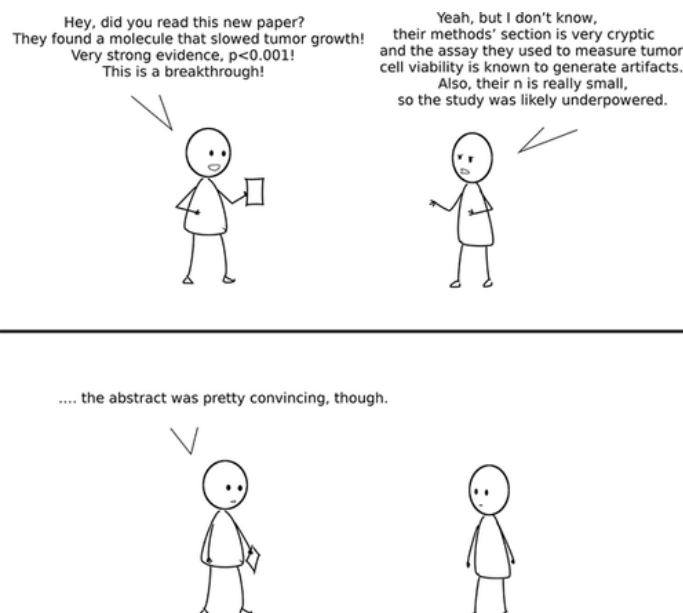 Hey, did you read this new paper?
They found a molecule that slowed tumor growth!
Very strong evidence, p<0.001!
This is a breakthrough!
Yeah, but I don't know,
their methods' section is very cryptic
and the assay they used to measure tumor
cell viability is known to generate artifacts.
Also, their n is really small,
so the study was likely underpowered.
.... the abstract was pretty convincing, though.